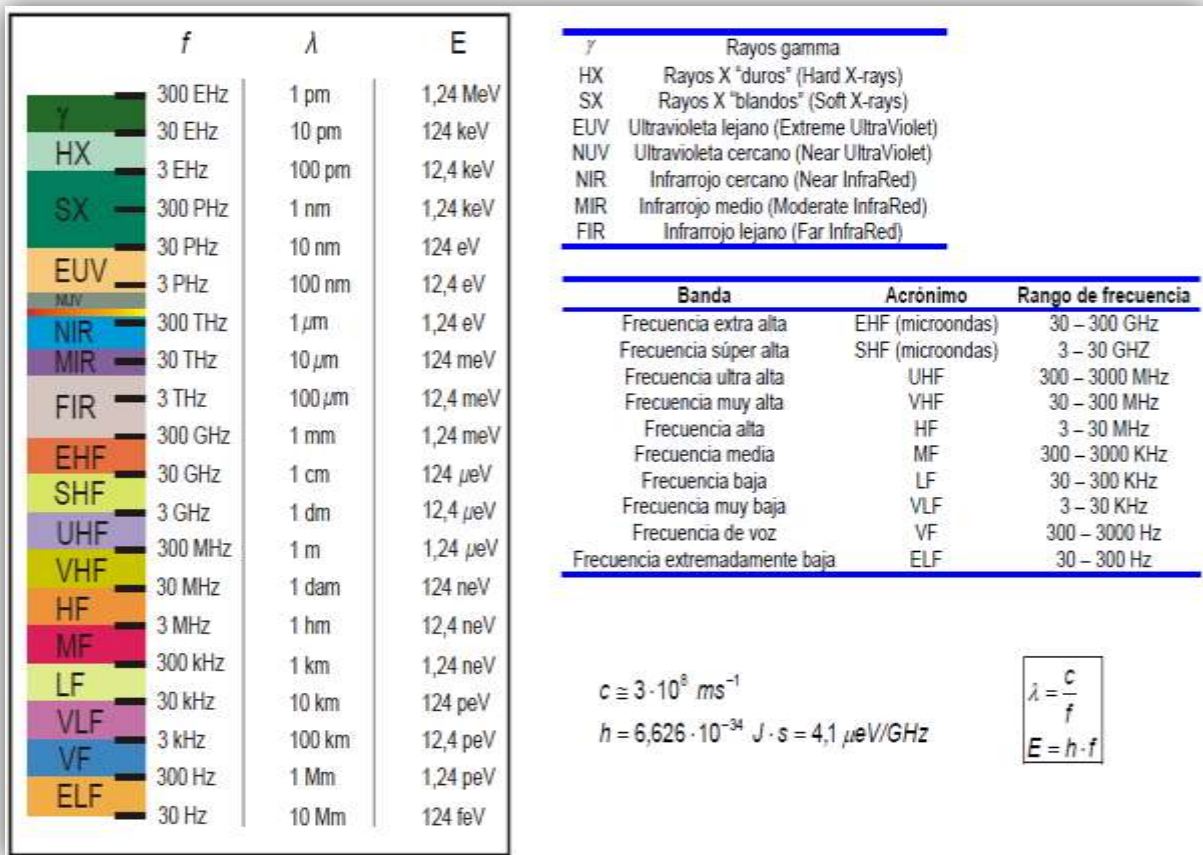 f λ E
300 EHz 1 pm 1,24 MeV
γ
30 EHz 10 pm 124 keV
HX
3 EHz 100 pm 12,4 keV
SX 300 PHz 1 nm 1,24 keV
30 PHz 10 nm 124 eV
EUV
3 PHz 100 nm 12,4 eV
NUV
300 THz 1 μm 1,24 eV
NIR
MIR 30 THz 10 μm 124 meV
FIR 3 THz 100 μm 12,4 meV
300 GHz 1 mm 1,24 meV
EHF
30 GHz 1 cm 124 μeV
SHF
3 GHz 1 dm 12,4 μeV
UHF
300 MHz 1 m 1,24 μeV
VHF
30 MHz 1 dam 124 neV
HF
3 MHz 1 hm 12,4 neV
MF
300 kHz 1 km 1,24 neV
LF
30 kHz 10 km 124 peV
VLF
3 kHz 100 km 12,4 peV
VF
300 Hz 1 Mm 1,24 peV
ELF
30 Hz 10 Mm 124 feV
γ Rayos gamma
HX Rayos X "duros" (Hard X-rays)
SX Rayos X "blandos" (Soft X-rays)
EUV Ultravioleta lejano (Extreme UltraViolet)
NUV Ultravioleta cercano (Near UltraViolet)
NIR Infrarrojo cercano (Near InfraRed)
MIR Infrarrojo medio (Moderate InfraRed)
FIR Infrarrojo lejano (Far InfraRed)
Banda Acrónimo Rango de frecuencia
Frecuencia extra alta EHF (microondas) 30 – 300 GHz
Frecuencia súper alta SHF (microondas) 3 – 30 GHZ
Frecuencia ultra alta UHF 300 – 3000 MHz
Frecuencia muy alta VHF 30 – 300 MHz
Frecuencia alta HF 3 – 30 MHz
Frecuencia media MF 300 – 3000 KHz
Frecuencia baja LF 30 – 300 KHz
Frecuencia muy baja VLF 3 – 30 KHz
Frecuencia de voz VF 300 – 3000 Hz
Frecuencia extremadamente baja ELF 30 – 300 Hz
c ≅ 3·10⁸ ms⁻¹
h = 6,626·10⁻³⁴ J·s = 4,1 μeV/GHz
λ = c/f
E = h·f